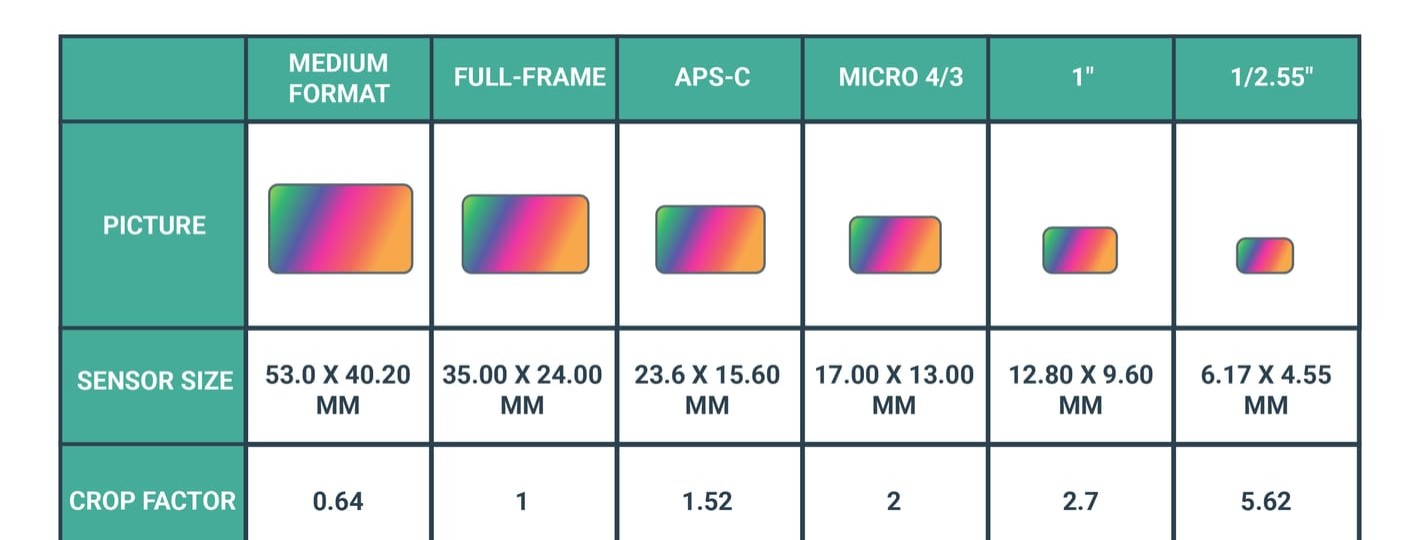 MEDIUM FORMAT FULL-FRAME APS-C MICRO 4/3 1" 1/2.55"
PICTURE
SENSOR SIZE 53.0 X 40.20 MM 35.00 X 24.00 MM 23.6 X 15.60 MM 17.00 X 13.00 MM 12.80 X 9.60 MM 6.17 X 4.55 MM
CROP FACTOR 0.64 1 1.52 2 2.7 5.62